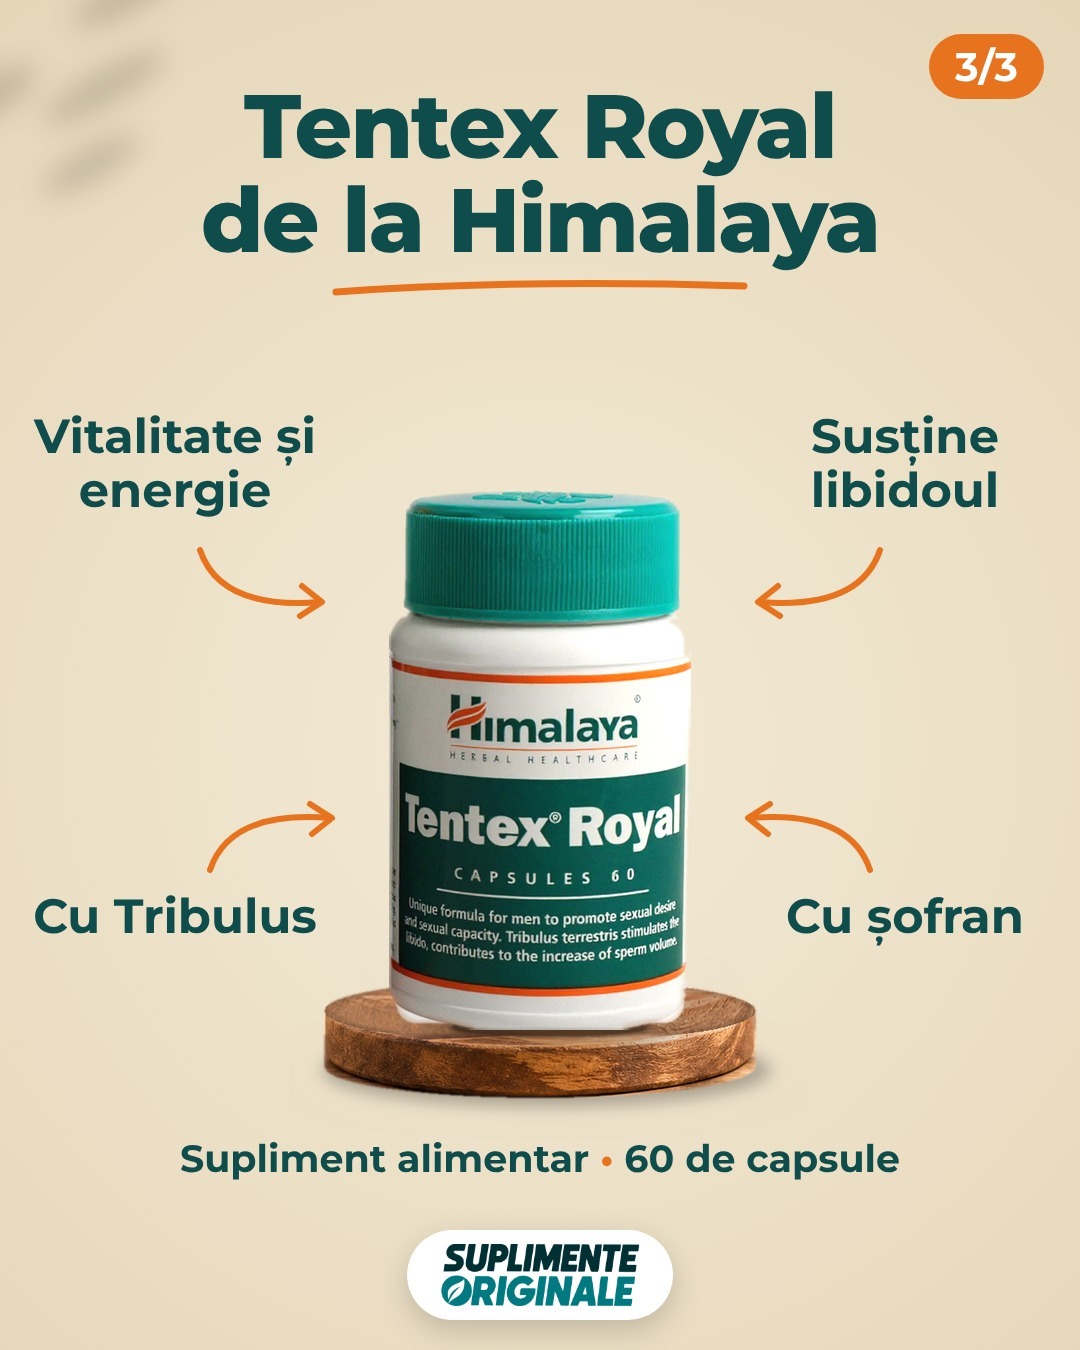 3/3
Tentex Royal
de la Himalaya
Vitalitate și
energie
Susține
libidoul
Himalaya
HERBAL HEALTHCARE
Tentex® Royal
CAPSULES 60
Unique formula for men to promote sexual desire
and sexual capacity. Tribulus terrestris stimulates the
libido, contributes to the increase of sperm volume.
Cu Tribulus
Cu șofran
Supliment alimentar • 60 de capsule
SUPLIMENTE
ORIGINALE